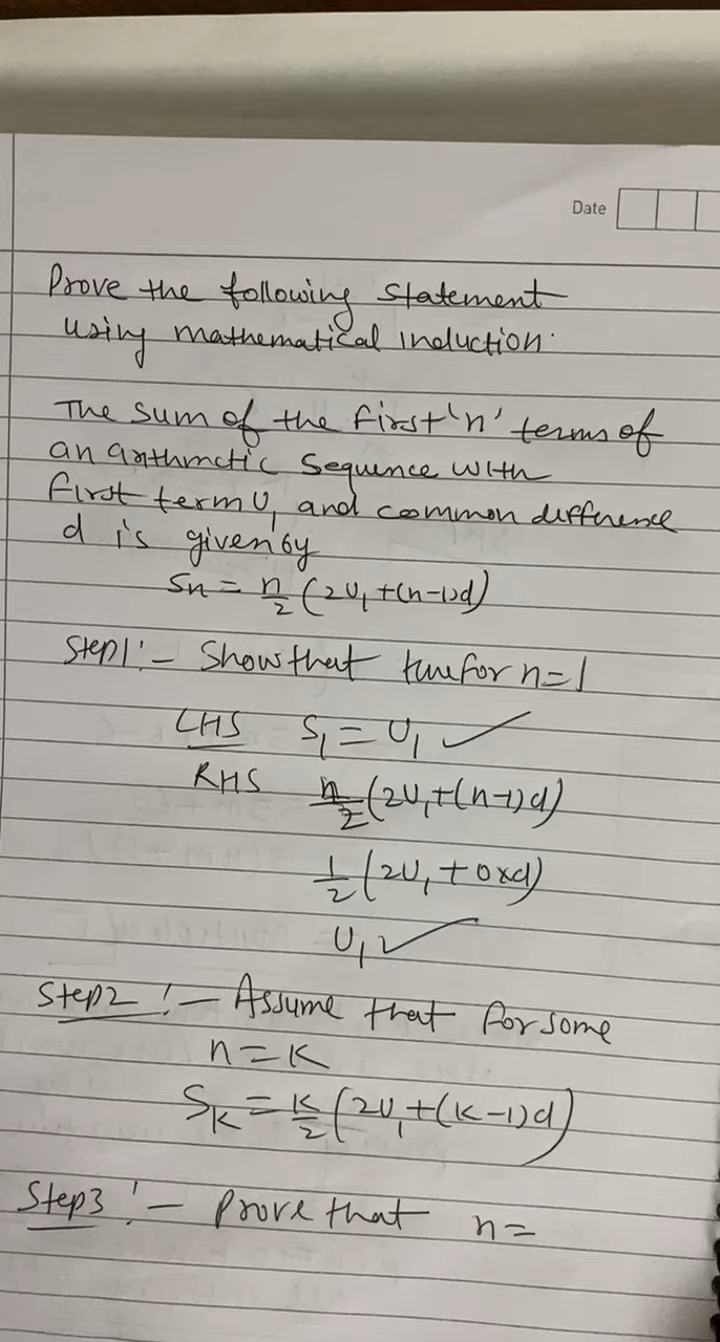 Date
Prove the following statement
using mathematical induction.
The sum of the first 'n' terms of
an arithmetic sequence with
first term U₁ and common difference
d is given by
Sn = n/2 (2U₁ + (n-1)d)
Step1:- Show that true for n=1
LHS S₁ = U₁ ✓
RHS n/2 (2U₁ + (n-1)d)
1/2 (2U₁ + 0xd)
U₁ ✓
Step2 :- Assume that for some
n = K
S_K = K/2 (2U₁ + (K-1)d)
Step3 :- Prove that n =